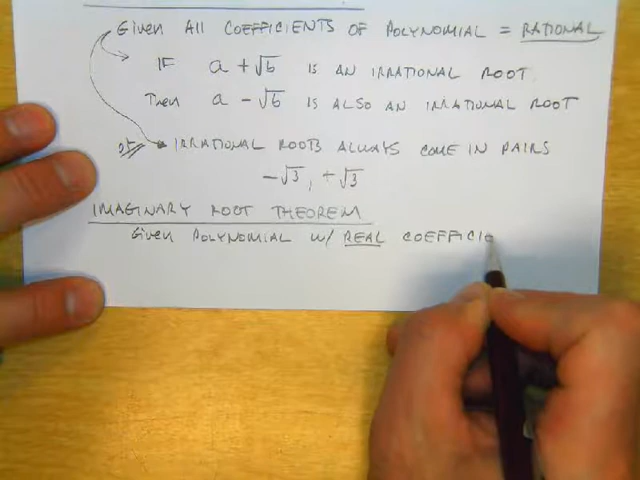 GIVEN ALL COEFFICIENTS OF POLYNOMIAL = RATIONAL
IF a + √b IS AN IRRATIONAL ROOT
THEN a - √b IS ALSO AN IRRATIONAL ROOT
IRRATIONAL ROOTS ALWAYS COME IN PAIRS
-√3, +√3
IMAGINARY ROOT THEOREM
GIVEN POLYNOMIAL W/ REAL COEFFICIE